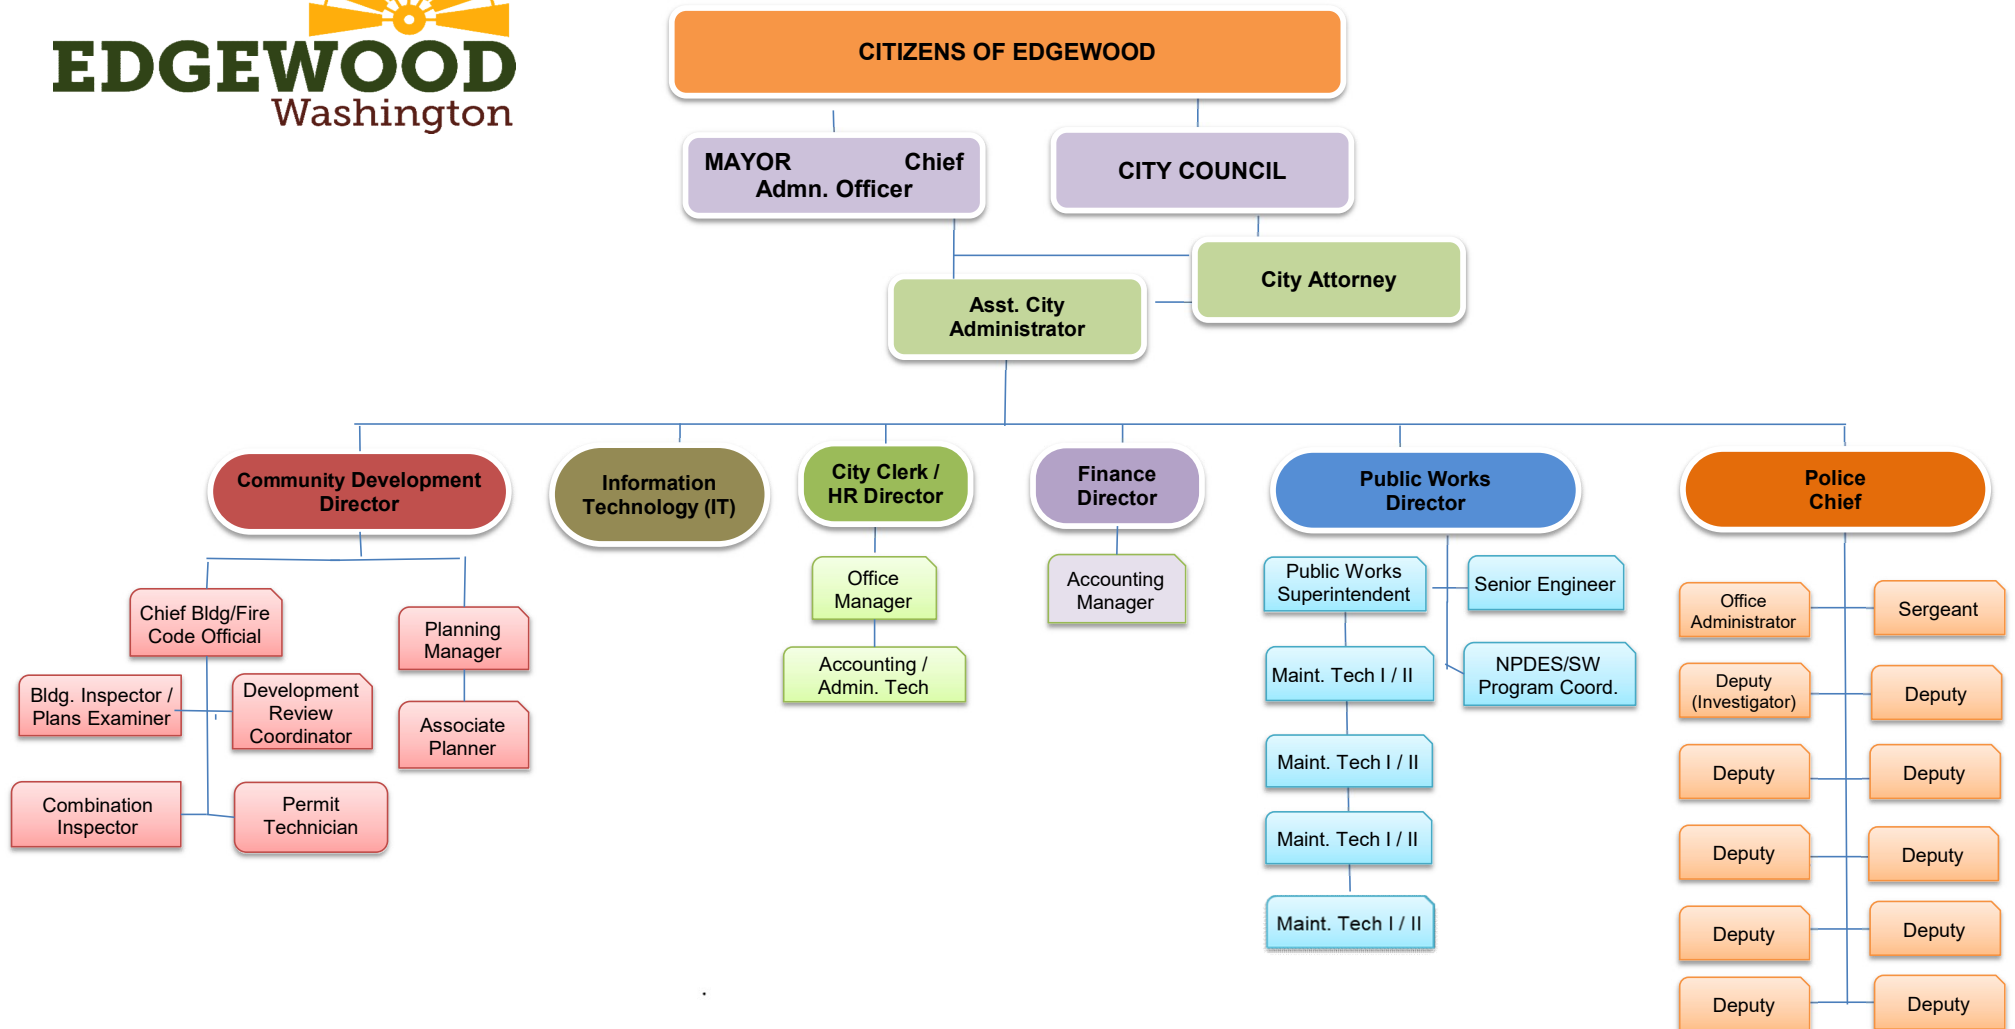 EDGEWOOD
Washington
CITIZENS OF EDGEWOOD
MAYOR Chief
Admn. Officer
CITY COUNCIL
City Attorney
Asst. City
Administrator
Community Development
Director
Information
Technology (IT)
City Clerk /
HR Director
Finance
Director
Public Works
Director
Police
Chief
Chief Bldg/Fire
Code Official
Planning
Manager
Bldg. Inspector /
Plans Examiner
Development
Review
Coordinator
Associate
Planner
Combination
Inspector
Permit
Technician
Office
Manager
Accounting /
Admin. Tech
Accounting
Manager
Public Works
Superintendent
Senior Engineer
Maint. Tech I / II
NPDES/SW
Program Coord.
Maint. Tech I / II
Maint. Tech I / II
Maint. Tech I / II
Office
Administrator
Sergeant
Deputy
(Investigator)
Deputy
Deputy
Deputy
Deputy
Deputy
Deputy
Deputy
Deputy
Deputy